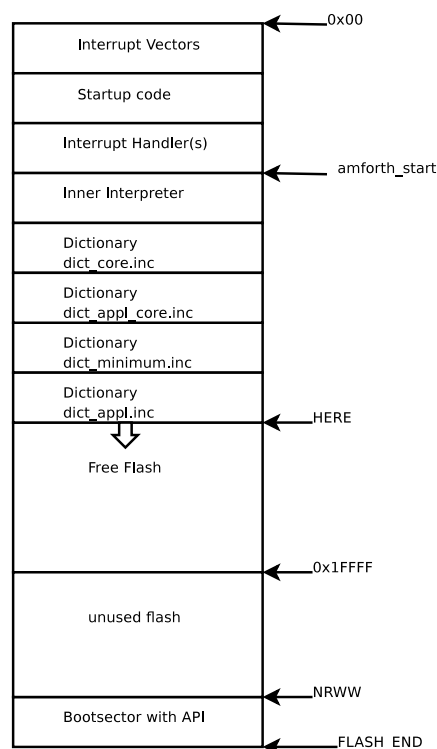 0x00
Interrupt Vectors
Startup code
Interrupt Handler(s)
amforth_start
Inner Interpreter
Dictionary
dict_core.inc
Dictionary
dict_appl_core.inc
Dictionary
dict_minimum.inc
Dictionary
dict_appl.inc
HERE
Free Flash
0x1FFFF
unused flash
NRWW
Bootsector with API
FLASH_END